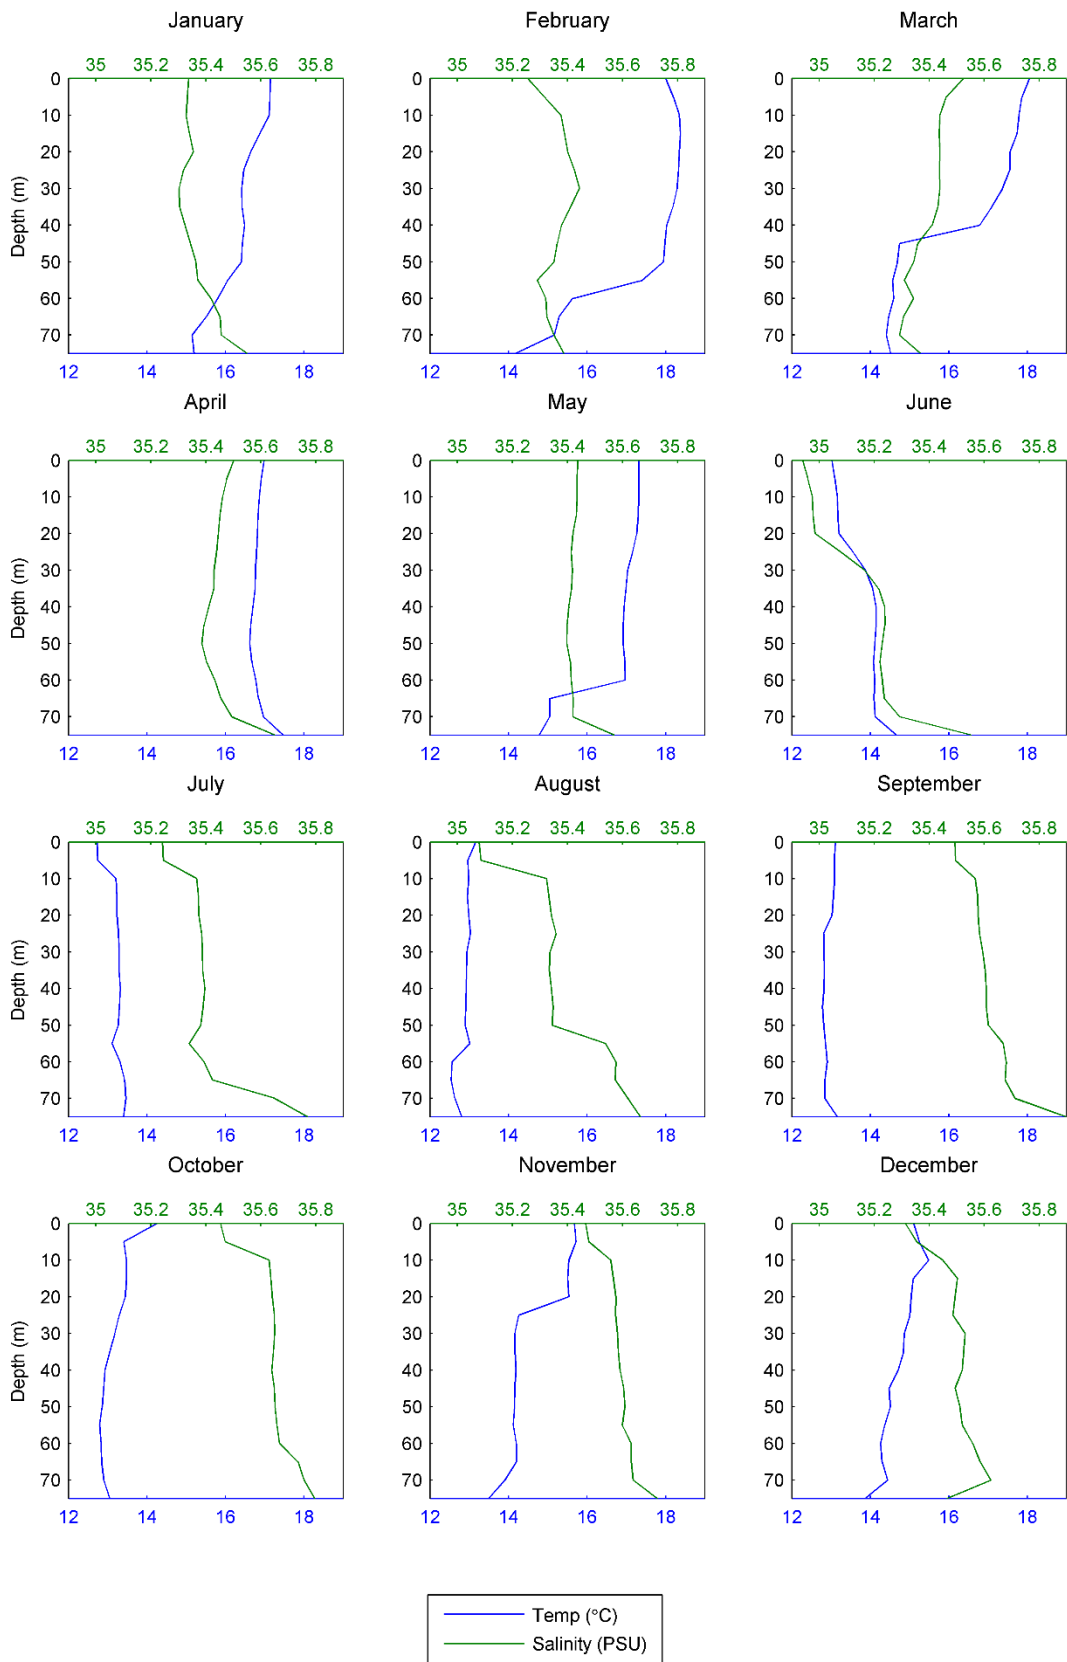 January February March
35 35.2 35.4 35.6 35.8 35 35.2 35.4 35.6 35.8 35 35.2 35.4 35.6 35.8
0 0 0
10 10 10
20 20 20
30 30 30
Depth (m)
40 40 40
50 50 50
60 60 60
70 70 70
12 14 16 18 12 14 16 18 12 14 16 18
April May June
35 35.2 35.4 35.6 35.8 35 35.2 35.4 35.6 35.8 35 35.2 35.4 35.6 35.8
0 0 0
10 10 10
20 20 20
30 30 30
Depth (m)
40 40 40
50 50 50
60 60 60
70 70 70
12 14 16 18 12 14 16 18 12 14 16 18
July August September
35 35.2 35.4 35.6 35.8 35 35.2 35.4 35.6 35.8 35 35.2 35.4 35.6 35.8
0 0 0
10 10 10
20 20 20
30 30 30
Depth (m)
40 40 40
50 50 50
60 60 60
70 70 70
12 14 16 18 12 14 16 18 12 14 16 18
October November December
35 35.2 35.4 35.6 35.8 35 35.2 35.4 35.6 35.8 35 35.2 35.4 35.6 35.8
0 0 0
10 10 10
20 20 20
30 30 30
Depth (m)
40 40 40
50 50 50
60 60 60
70 70 70
12 14 16 18 12 14 16 18 12 14 16 18
Temp (°C)
Salinity (PSU)